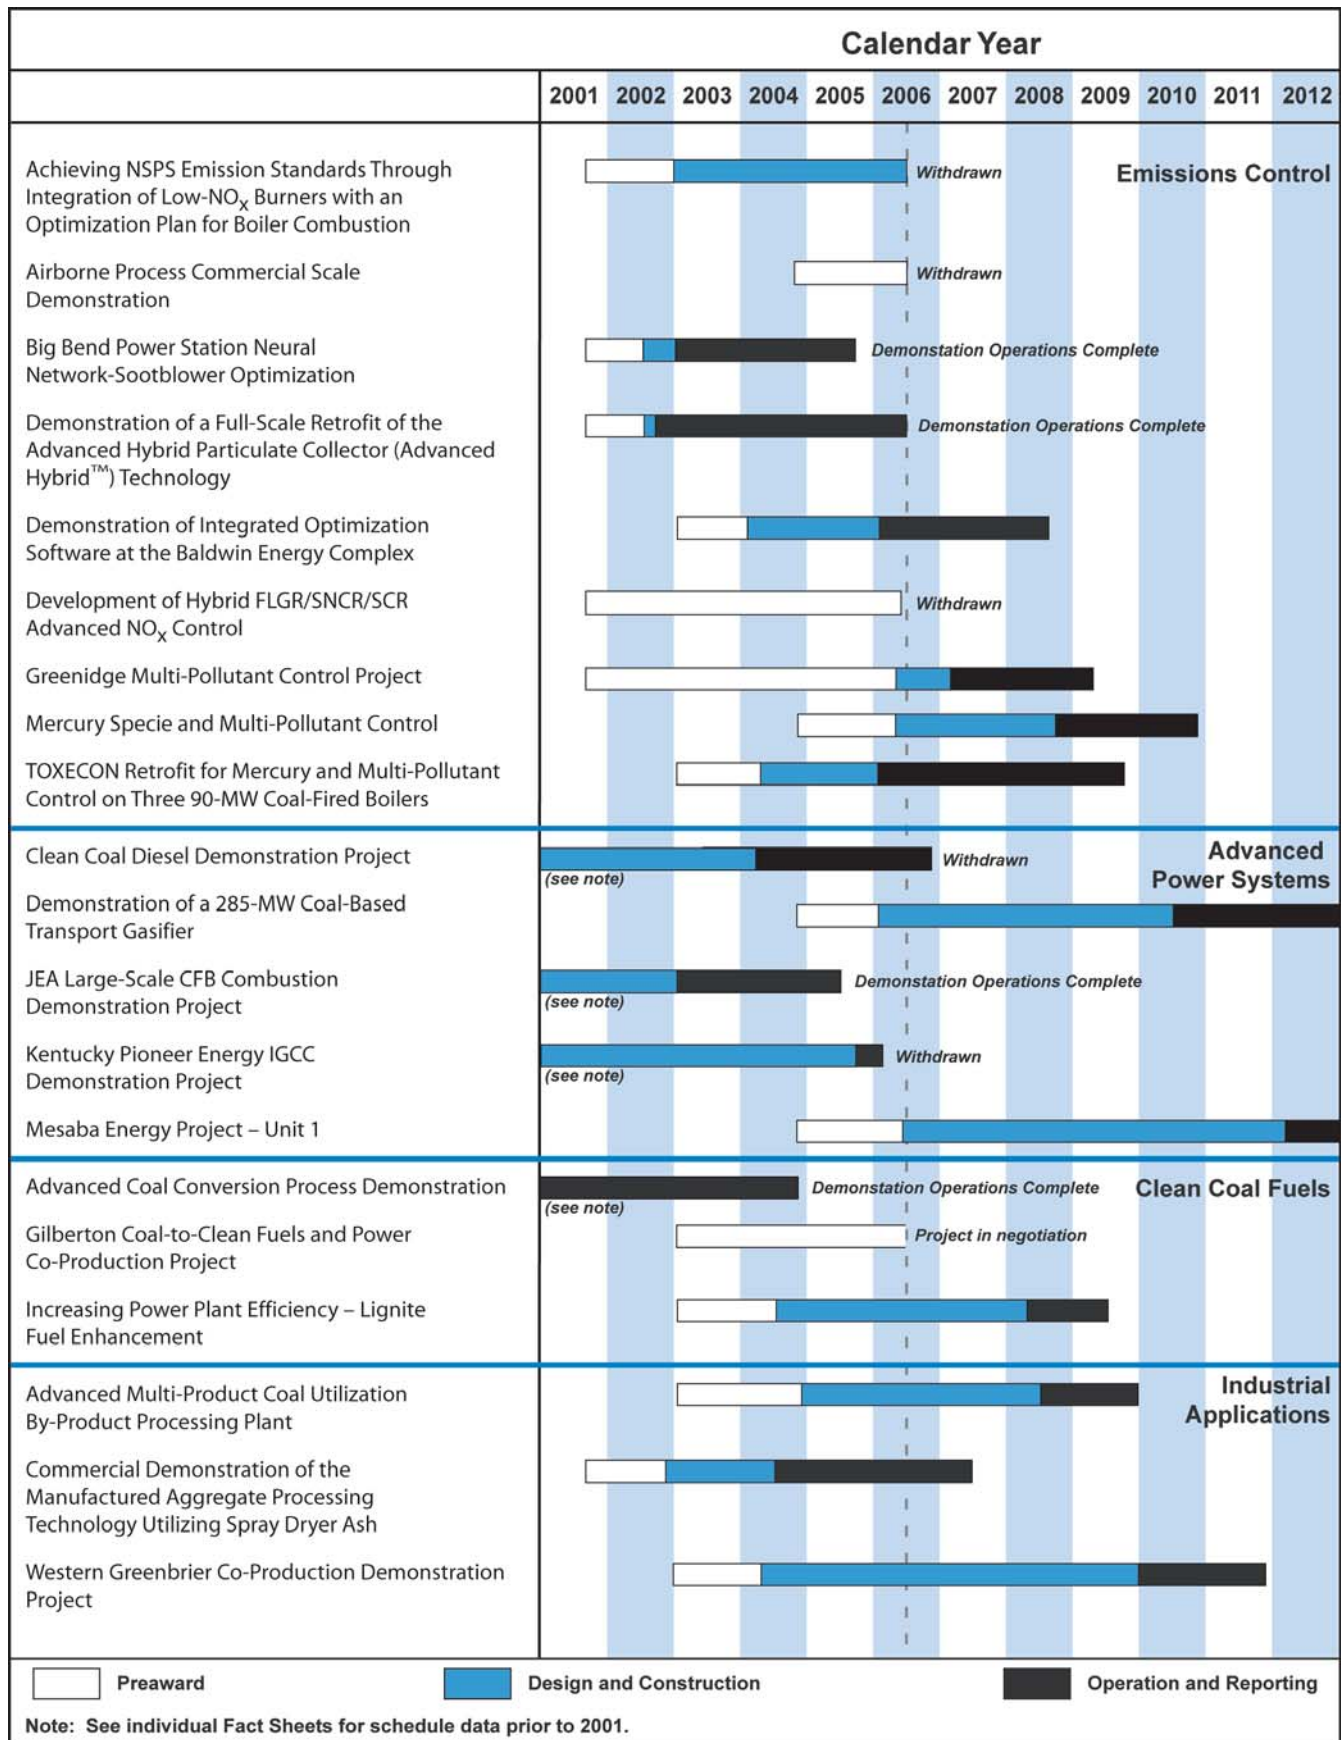 Calendar Year
2001 2002 2003 2004 2005 2006 2007 2008 2009 2010 2011 2012
Emissions Control
Achieving NSPS Emission Standards Through
Integration of Low-NOx Burners with an
Optimization Plan for Boiler Combustion
Withdrawn
Airborne Process Commercial Scale
Demonstration
Withdrawn
Big Bend Power Station Neural
Network-Sootblower Optimization
Demonstation Operations Complete
Demonstration of a Full-Scale Retrofit of the
Advanced Hybrid Particulate Collector (Advanced
Hybrid™) Technology
Demonstation Operations Complete
Demonstration of Integrated Optimization
Software at the Baldwin Energy Complex
Development of Hybrid FLGR/SNCR/SCR
Advanced NOx Control
Withdrawn
Greenidge Multi-Pollutant Control Project
Mercury Specie and Multi-Pollutant Control
TOXECON Retrofit for Mercury and Multi-Pollutant
Control on Three 90-MW Coal-Fired Boilers
Advanced
Power Systems
Clean Coal Diesel Demonstration Project
(see note)
Withdrawn
Demonstration of a 285-MW Coal-Based
Transport Gasifier
JEA Large-Scale CFB Combustion
Demonstration Project
(see note)
Demonstation Operations Complete
Kentucky Pioneer Energy IGCC
Demonstration Project
(see note)
Withdrawn
Mesaba Energy Project – Unit 1
Clean Coal Fuels
Advanced Coal Conversion Process Demonstration
(see note)
Demonstation Operations Complete
Gilberton Coal-to-Clean Fuels and Power
Co-Production Project
Project in negotiation
Increasing Power Plant Efficiency – Lignite
Fuel Enhancement
Industrial
Applications
Advanced Multi-Product Coal Utilization
By-Product Processing Plant
Commercial Demonstration of the
Manufactured Aggregate Processing
Technology Utilizing Spray Dryer Ash
Western Greenbrier Co-Production Demonstration
Project
Preaward
Design and Construction
Operation and Reporting
Note: See individual Fact Sheets for schedule data prior to 2001.